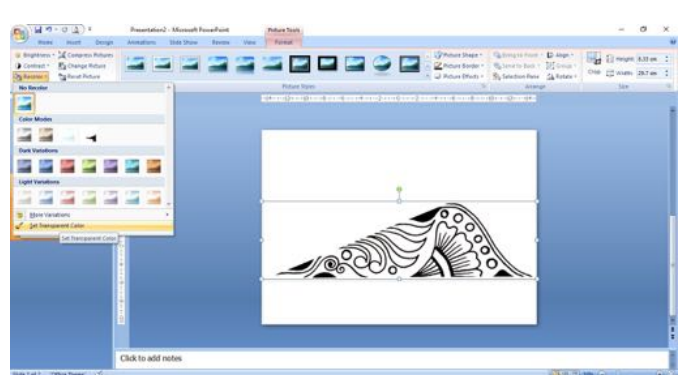 Presentation2 - Microsoft PowerPoint
Picture Tools
Home Insert Design Animations Slide Show Review View Format
Brightness Compress Pictures
Contrast Change Picture
Recolor Reset Picture
Picture Shape
Picture Border
Picture Effects
Bring to Front Align
Send to Back Group
Selection Pane Rotate
Crop
Height: 8.33 cm
Width:
Picture Styles Arrange Size
No Recolor
Color Modes
Dark Variations
Light Variations
More Variations
Set Transparent Color
Set Transparent Color
Click to add notes